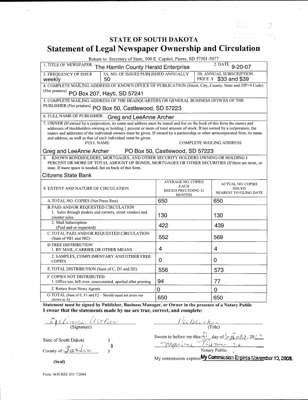 STATE OF SOUTH DAKOTA
Statement of Legal Newspaper Ownership and Circulation
Return to: Secretary of State, 500 E. Capitol, Pierre, SD 57501-5077
1. TITLE OF NEWSPAPER The Hamlin County Herald Enterprise 2. DATE 9-20-07
3. FREQUENCY OF ISSUE 3A. NO. OF ISSUES PUBLISHED ANNUALLY 3B. ANNUAL SUBSCRIPTION
weekly 50 PRICE $ $33 and $39
4. COMPLETE MAILING ADDRESS OF KNOWN OFFICE OF PUBLICATION (Street, City, County, State and ZIP+4 Code)
(Not printers) PO Box 207, Hayti, SD 57241
5. COMPLETE MAILING ADDRESS OF THE HEADQUARTERS OR GENERAL BUSINESS OFFICES OF THE
PUBLISHER (Not printer) PO Box 50, Castlewood, SD 57223
6. FULL NAME OF PUBLISHER: Greg and LeeAnne Archer
7. OWNER (If owned by a corporation, its name and address must be stated and list on the back of this form the names and
addresses of stockholders owning or holding 1 percent or more of total amount of stock. If not owned by a corporation, the
names and addresses of the individual owners must be given. If owned by a partnership or other unincorporated firm, its name
and address, as well as that of each individual must be given.)
FULL NAME COMPLETE MAILING ADDRESS
Greg and LeeAnne Archer PO Box 50, Castlewood, SD 57223
8. KNOWN BONDHOLDERS, MORTGAGES, AND OTHER SECURITY HOLDERS OWNING OR HOLDING 1
PERCENT OR MORE OF TOTAL AMOUNT OF BONDS, MORTGAGES OR OTHER SECURITIES (If there are none, so
state. If more space is needed, list on back of this form.
Citizens State Bank
9. EXTENT AND NATURE OF CIRCULATION
AVERAGE NO. COPIES
EACH
ISSUES PRECEDING 12
MONTHS
ACTUAL NO. COPIES
ISSUED
NEAREST TO FILING DATE
A.TOTAL NO. COPIES (Net Press Run) 650 650
B.PAID AND/OR REQUESTED CIRCULATION
1. Sales through dealers and carriers, street vendors and
counter sales. 130 130
2. Mail Subscription
(Paid and or requested) 422 439
C.TOTAL PAID AND/OR REQUESTED CIRCULATION
(Sum of 9B1 and 9B2) 552 569
D.FREE DISTRIBUTION
1. BY MAIL, CARRIER OR OTHER MEANS 4 4
2. SAMPLES, COMPLIMENTARY AND OTHER FREE
COPIES 0 0
E.TOTAL DISTRIBUTION (Sum of C, D1 and D2) 556 573
F.COPIES NOT DISTRIBUTED
1. Office use, left over, unaccounted, spoiled after printing 94 77
Return from News Agents 0 0
G.TOTAL (Sum of E, F1 and F2 - Should equal net press run
shown in A) 650 650
Statement must be signed by Publisher, Business Manager, or Owner in the presence of a Notary Public
I swear that the statements made by me are true, correct, and complete:
Publisher
(Signature) (Title)
State of South Dakota )
County of Hamlin )
(Seal)
Sworn to before me this day of
Notary Public
My commission expires My Commission Expires November 13, 2008.